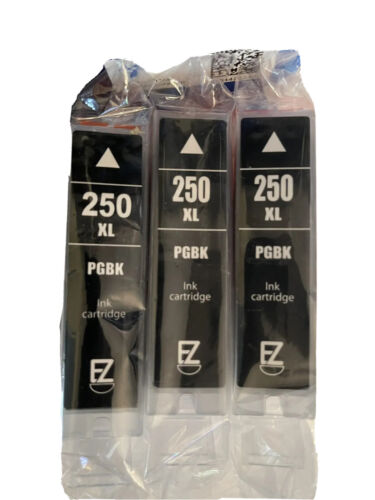 250
XL
PGBK
Ink
cartridge
EZ
250
XL
PGBK
Ink
cartridge
EZ
250
XL
PGBK
Ink
cartridge
EZ